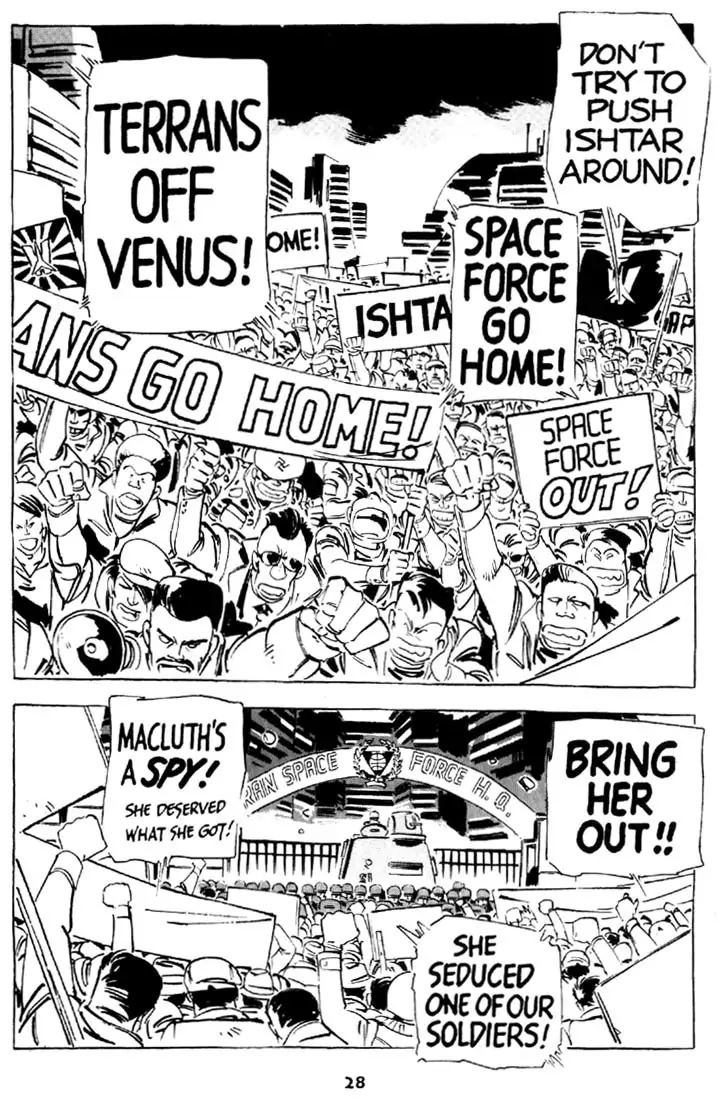 TERRANS
OFF
VENUS!
DON'T
TRY TO
PUSH
ISHTAR
AROUND!
OME!
SPACE
FORCE
GO
HOME!
ISHTA
ANS GO HOME!
SPACE
FORCE
OUT!
MACLUTH'S
A SPY!
SHE DESERVED
WHAT SHE GOT!
RAN SPACE FORCE H.Q.
BRING
HER
OUT!!
SHE
SEDUCED
ONE OF OUR
SOLDIERS!
28